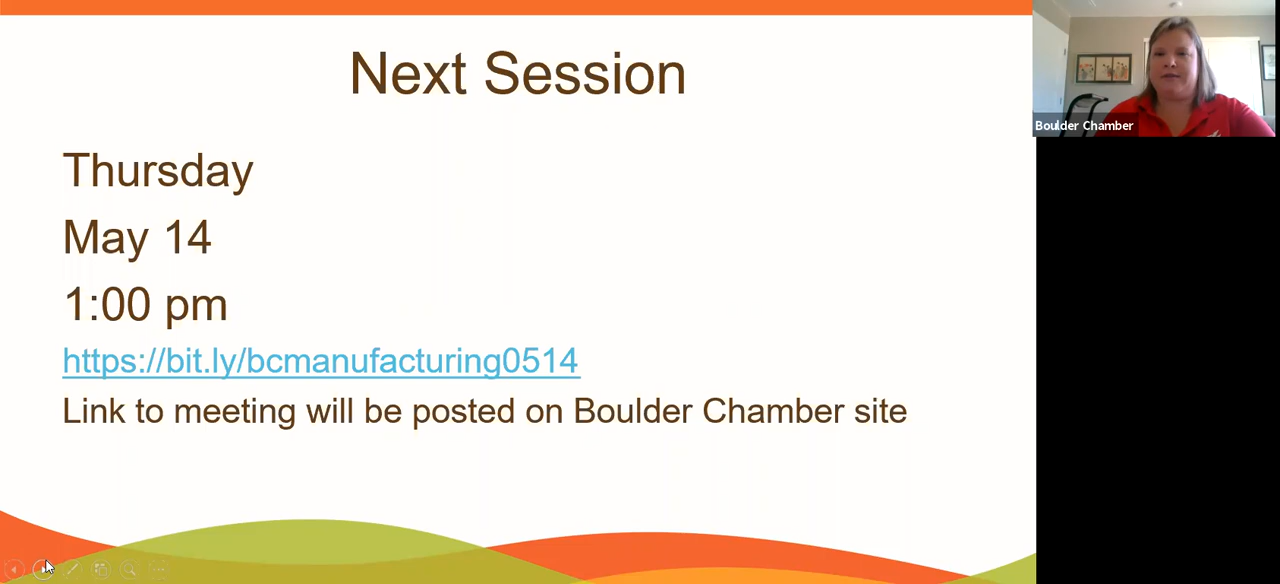 Next Session
Thursday
May 14
1:00 pm
https://bit.ly/bcmanufacturing0514
Link to meeting will be posted on Boulder Chamber site
Boulder Chamber